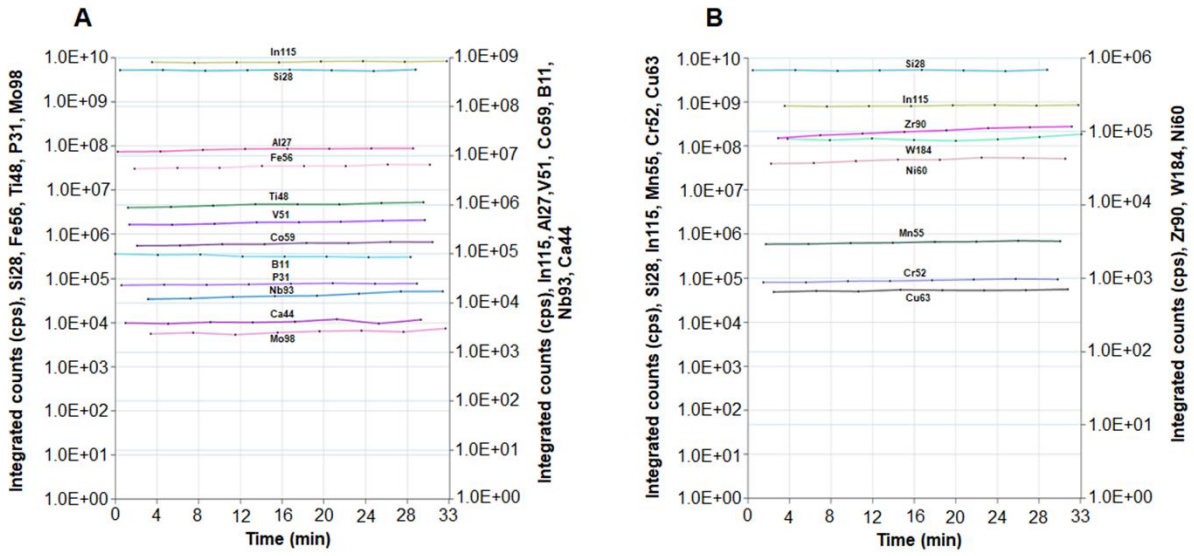 A
Integrated counts (cps), Si28, Fe56, Ti48, P31, Mo98
1.0E+10
1.0E+09
1.0E+08
1.0E+07
1.0E+06
1.0E+05
1.0E+04
1.0E+03
1.0E+02
1.0E+01
1.0E+00
In115
Si28
Al27
Fe56
Ti48
V51
Co59
B11
P31
Nb93
Ca44
Mo98
1.0E+09
1.0E+08
1.0E+07
1.0E+06
1.0E+05
1.0E+04
1.0E+03
1.0E+02
1.0E+01
1.0E+00
Integrated counts (cps), In115, Al27,V51, Co59, B11,
Nb93, Ca44
0 4 8 12 16 20 24 28 33
Time (min)
B
Integrated counts (cps), Si28, In115, Mn55, Cr52, Cu63
1.0E+10
1.0E+09
1.0E+08
1.0E+07
1.0E+06
1.0E+05
1.0E+04
1.0E+03
1.0E+02
1.0E+01
1.0E+00
Si28
In115
Zr90
W184
Ni60
Mn55
Cr52
Cu63
1.0E+06
1.0E+05
1.0E+04
1.0E+03
1.0E+02
1.0E+01
1.0E+00
Integrated counts (cps), Zr90, W184, Ni60
0 4 8 12 16 20 24 28 33
Time (min)